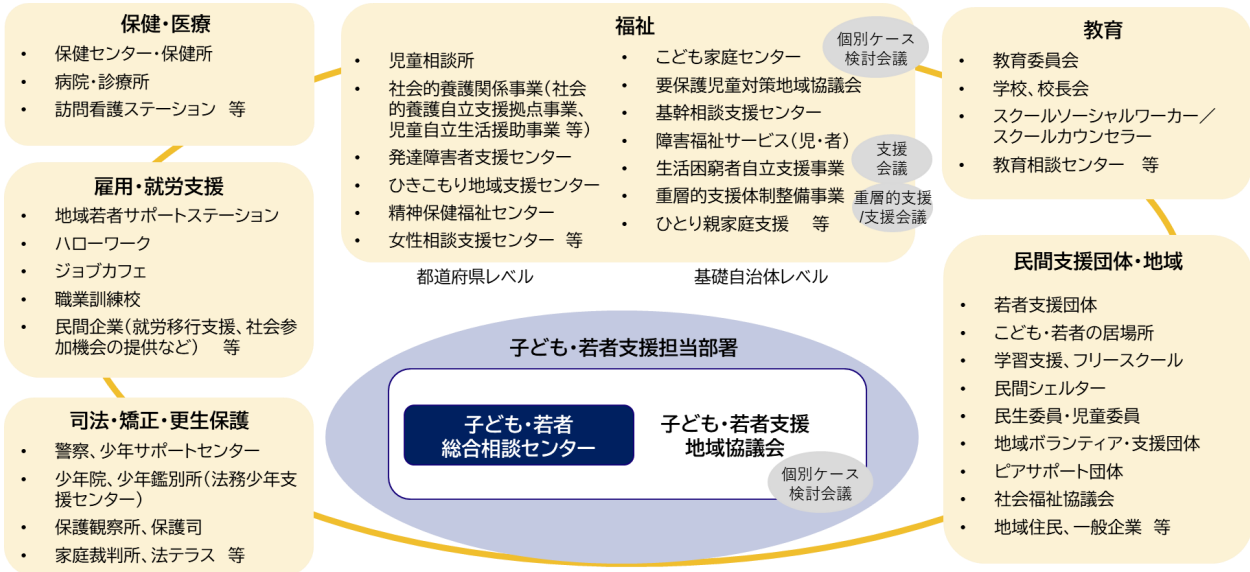 保健・医療
• 保健センター・保健所
• 病院・診療所
• 訪問看護ステーション 等
福祉
• 児童相談所
• 社会的養護関係事業(社会
的養護自立支援拠点事業、
児童自立生活援助事業 等)
• 発達障害者支援センター
• ひきこもり地域支援センター
• 精神保健福祉センター
• 女性相談支援センター 等
• こども家庭センター
• 要保護児童対策地域協議会
• 基幹相談支援センター
• 障害福祉サービス(児・者)
• 生活困窮者自立支援事業
• 重層的支援体制整備事業
• ひとり親家庭支援 等
個別ケース
検討会議
支援
会議
重層的支援
/支援会議
都道府県レベル
基礎自治体レベル
教育
• 教育委員会
• 学校、校長会
• スクールソーシャルワーカー/
スクールカウンセラー
• 教育相談センター 等
雇用・就労支援
• 地域若者サポートステーション
• ハローワーク
• ジョブカフェ
• 職業訓練校
• 民間企業(就労移行支援、社会参
加機会の提供など) 等
民間支援団体・地域
• 若者支援団体
• こども・若者の居場所
• 学習支援、フリースクール
• 民間シェルター
• 民生委員・児童委員
• 地域ボランティア・支援団体
• ピアサポート団体
• 社会福祉協議会
• 地域住民、一般企業 等
子ども・若者支援担当部署
子ども・若者
総合相談センター
子ども・若者支援
地域協議会
個別ケース
検討会議
司法・矯正・更生保護
• 警察、少年サポートセンター
• 少年院、少年鑑別所(法務少年支
援センター)
• 保護観察所、保護司
• 家庭裁判所、法テラス 等